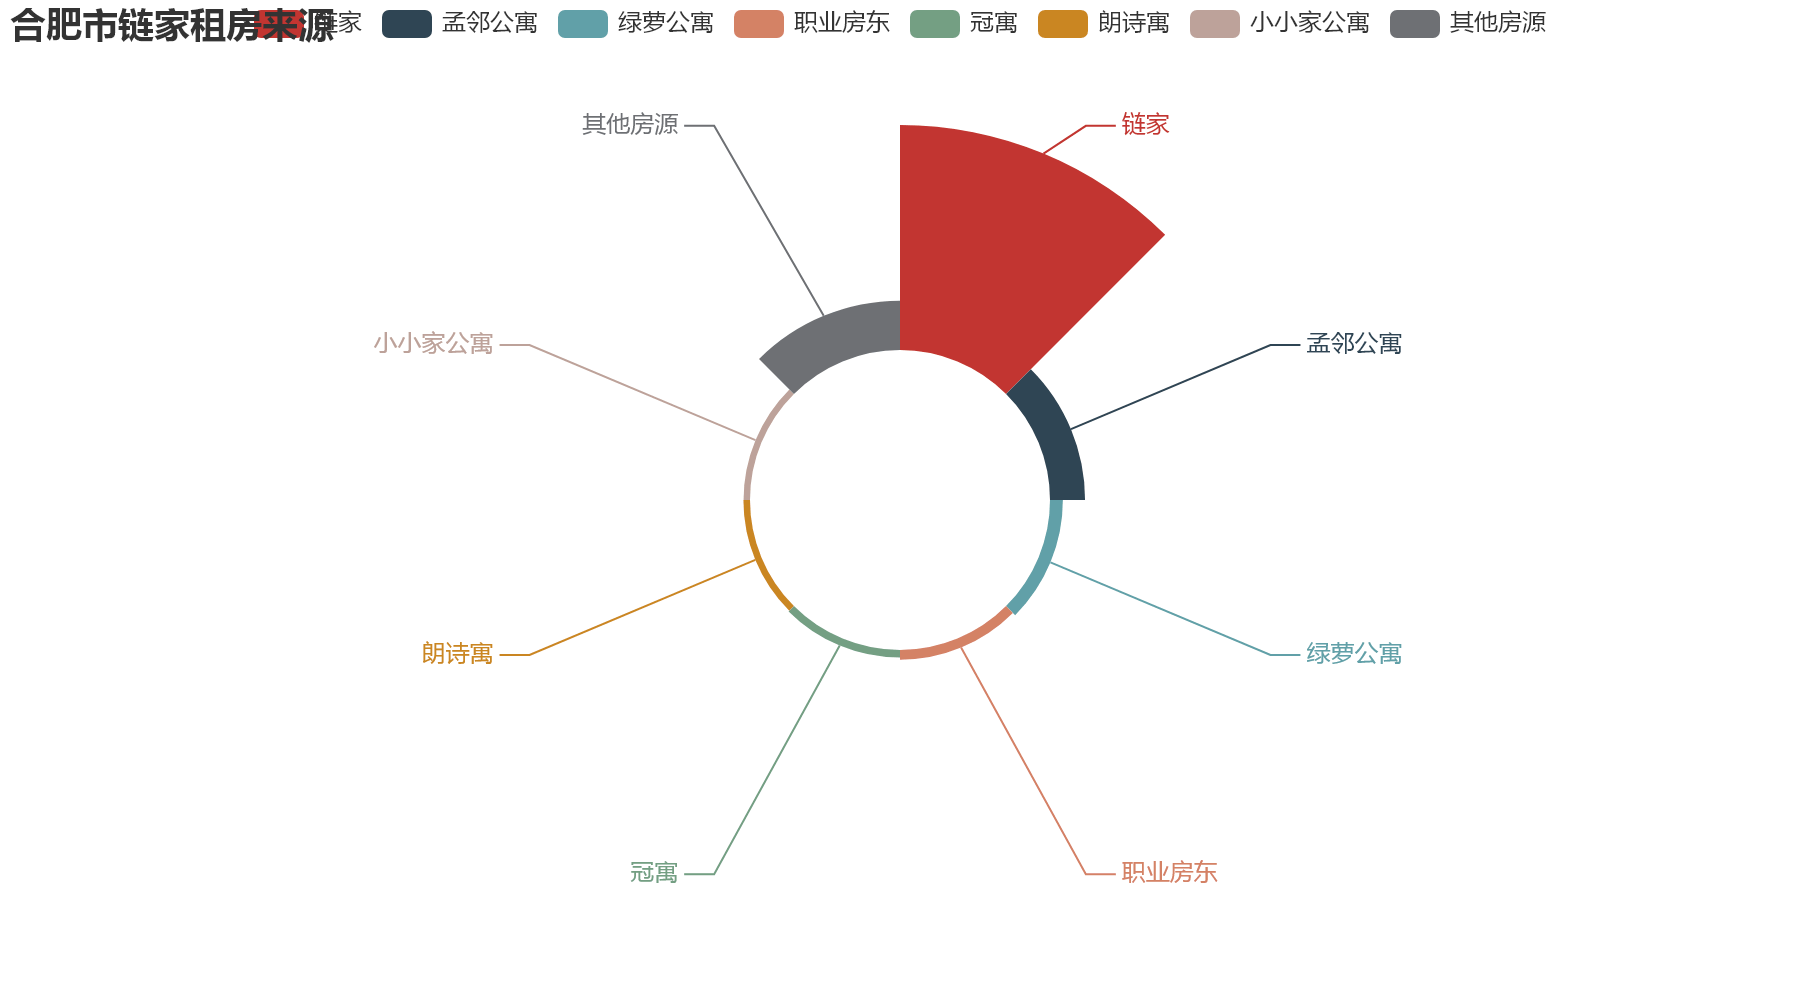 合肥市链家租房来源
链家 孟邻公寓 绿萝公寓 职业房东 冠寓 朗诗寓 小小家公寓 其他房源
其他房源
链家
小小家公寓
孟邻公寓
朗诗寓
绿萝公寓
冠寓
职业房东